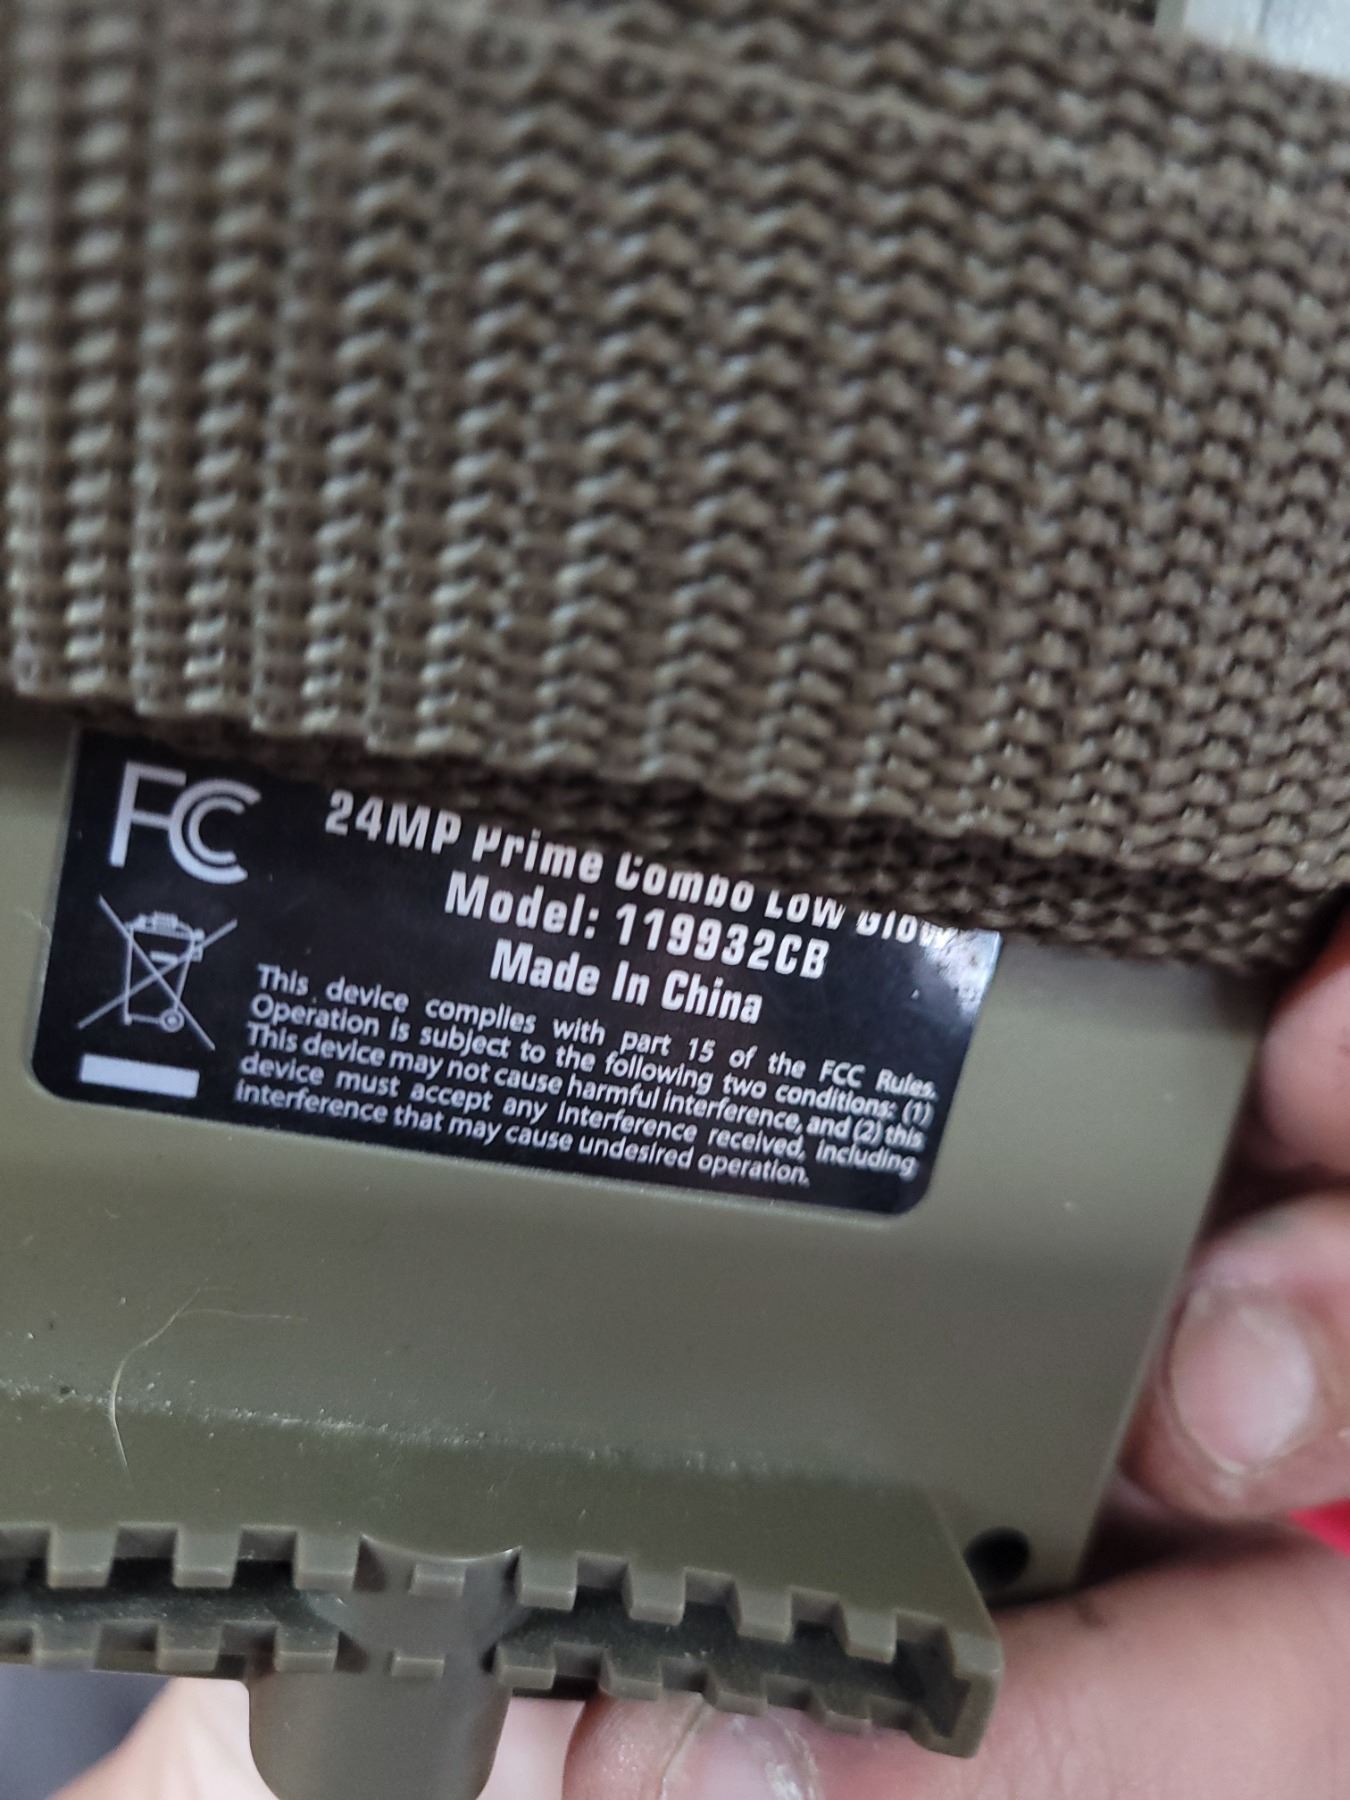 FC
24MP Prime Combo Low Glow
Model: 119932CB
Made In China
This device complies with part 15 of the FCC Rules.
Operation is subject to the following two conditions: (1)
This device may not cause harmful interference, and (2) this
device must accept any interference received, including
interference that may cause undesired operation.